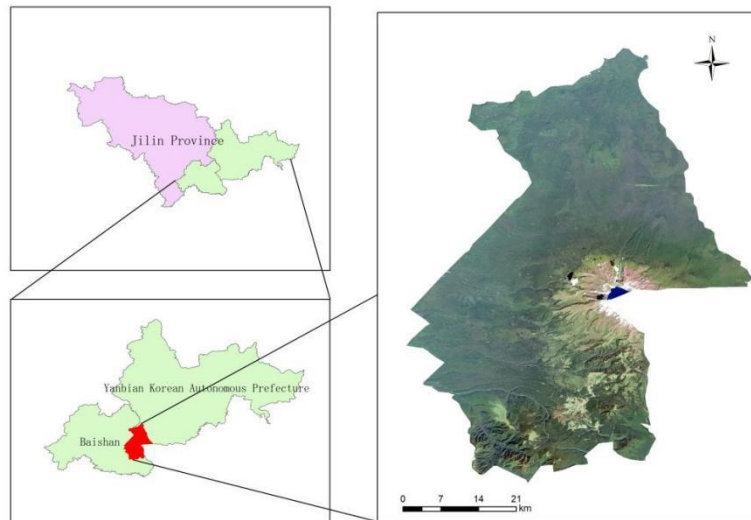 Jilin Province
Yanbian Korean Autonomous Prefecture
Baishan
N
0 7 14 21
km